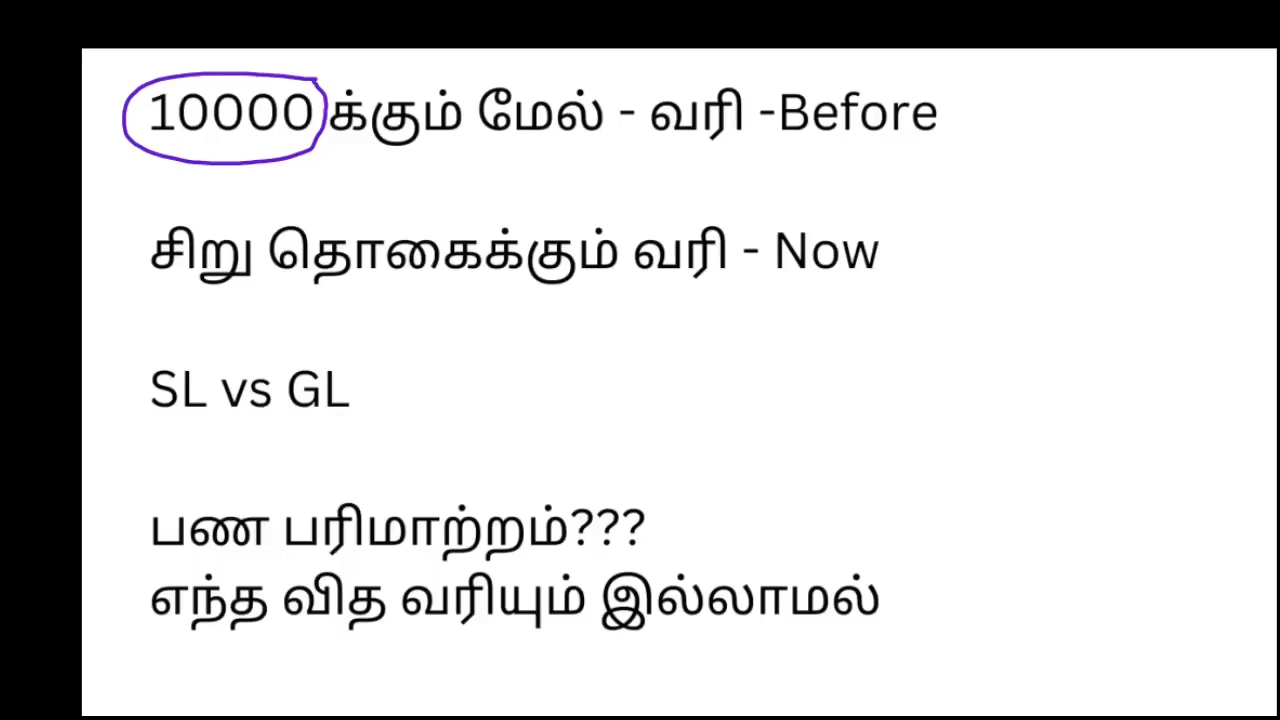 10000க்கும் மேல் - வரி -Before
சிறு தொகைக்கும் வரி - Now
SL vs GL
பண பரிமாற்றம்???
எந்த வித வரியும் இல்லாமல்